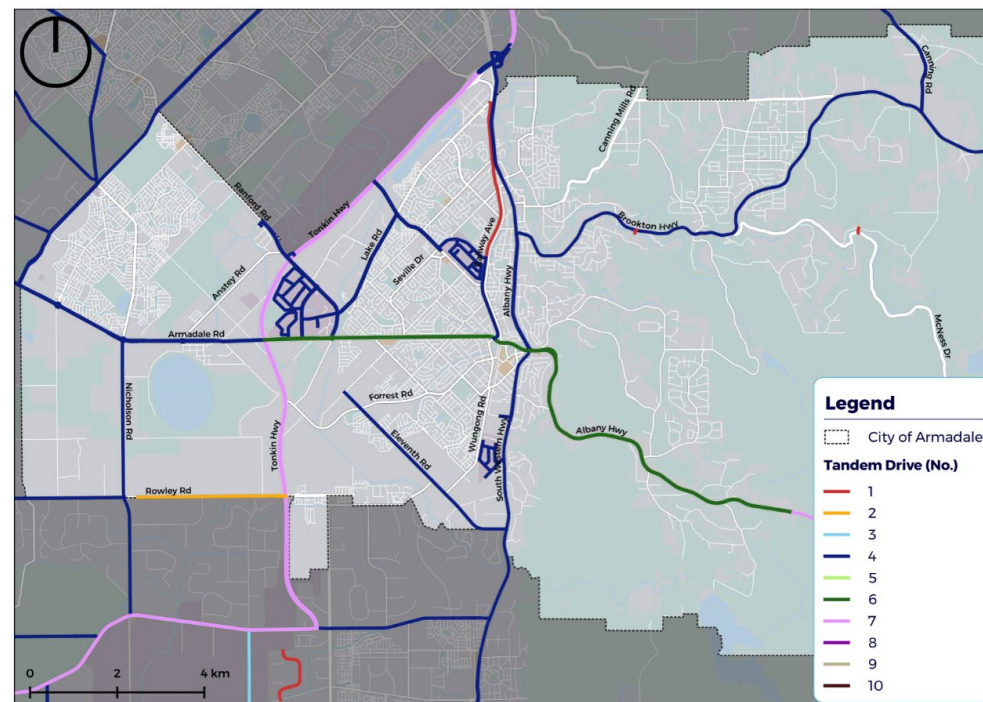 Canning Rd
Canning Mills Rd
Ranford Rd
Tonkin Hwy
Lake Rd
Brookton Hwy
Anstey Rd
Seville Dr
Albany Hwy
Armadale Rd
McNess Dr
Nicholson Rd
Forrest Rd
Wungong Rd
Eleventh Rd
Albany Hwy
Tonkin Hwy
South Western Hwy
Rowley Rd
0 2 4 km
Legend
City of Armadale
Tandem Drive (No.)
1
2
3
4
5
6
7
8
9
10